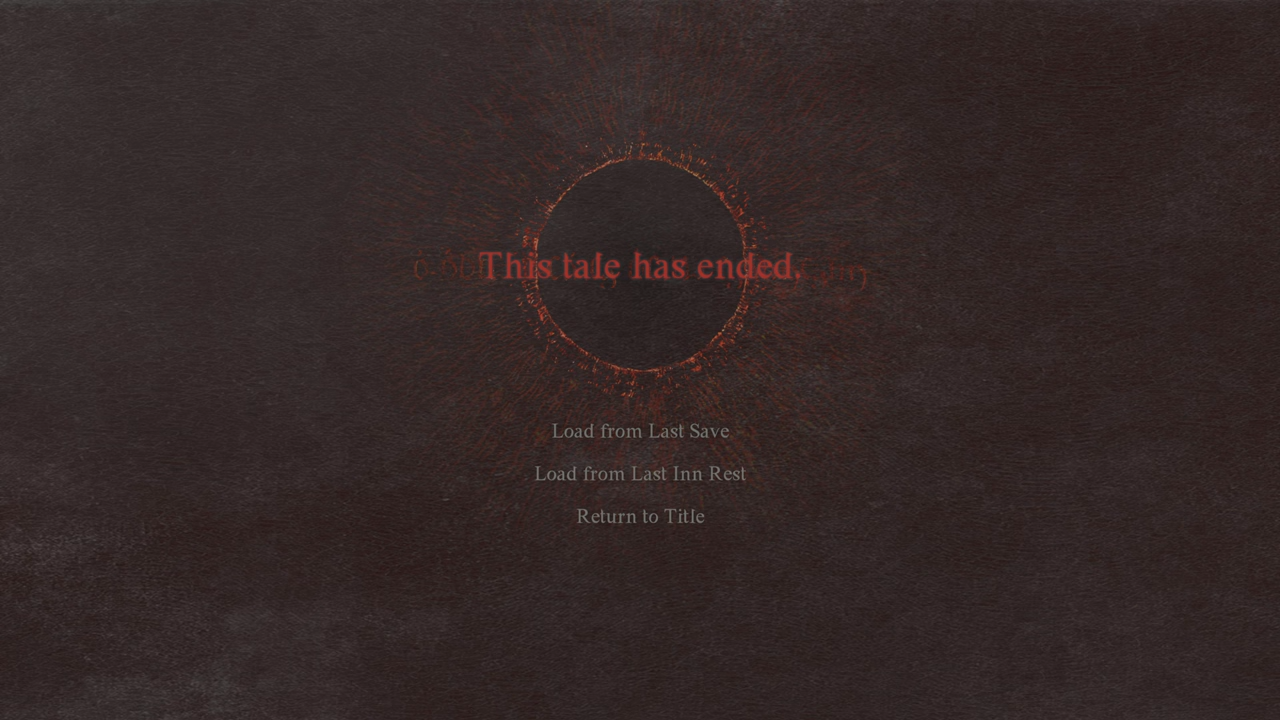 This tale has ended.
Load from Last Save
Load from Last Inn Rest
Return to Title